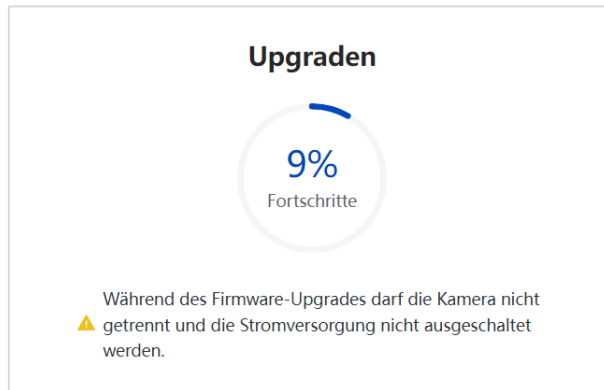 Upgraden
9%
Fortschritte
Während des Firmware-Upgrades darf die Kamera nicht
getrennt und die Stromversorgung nicht ausgeschaltet
werden.